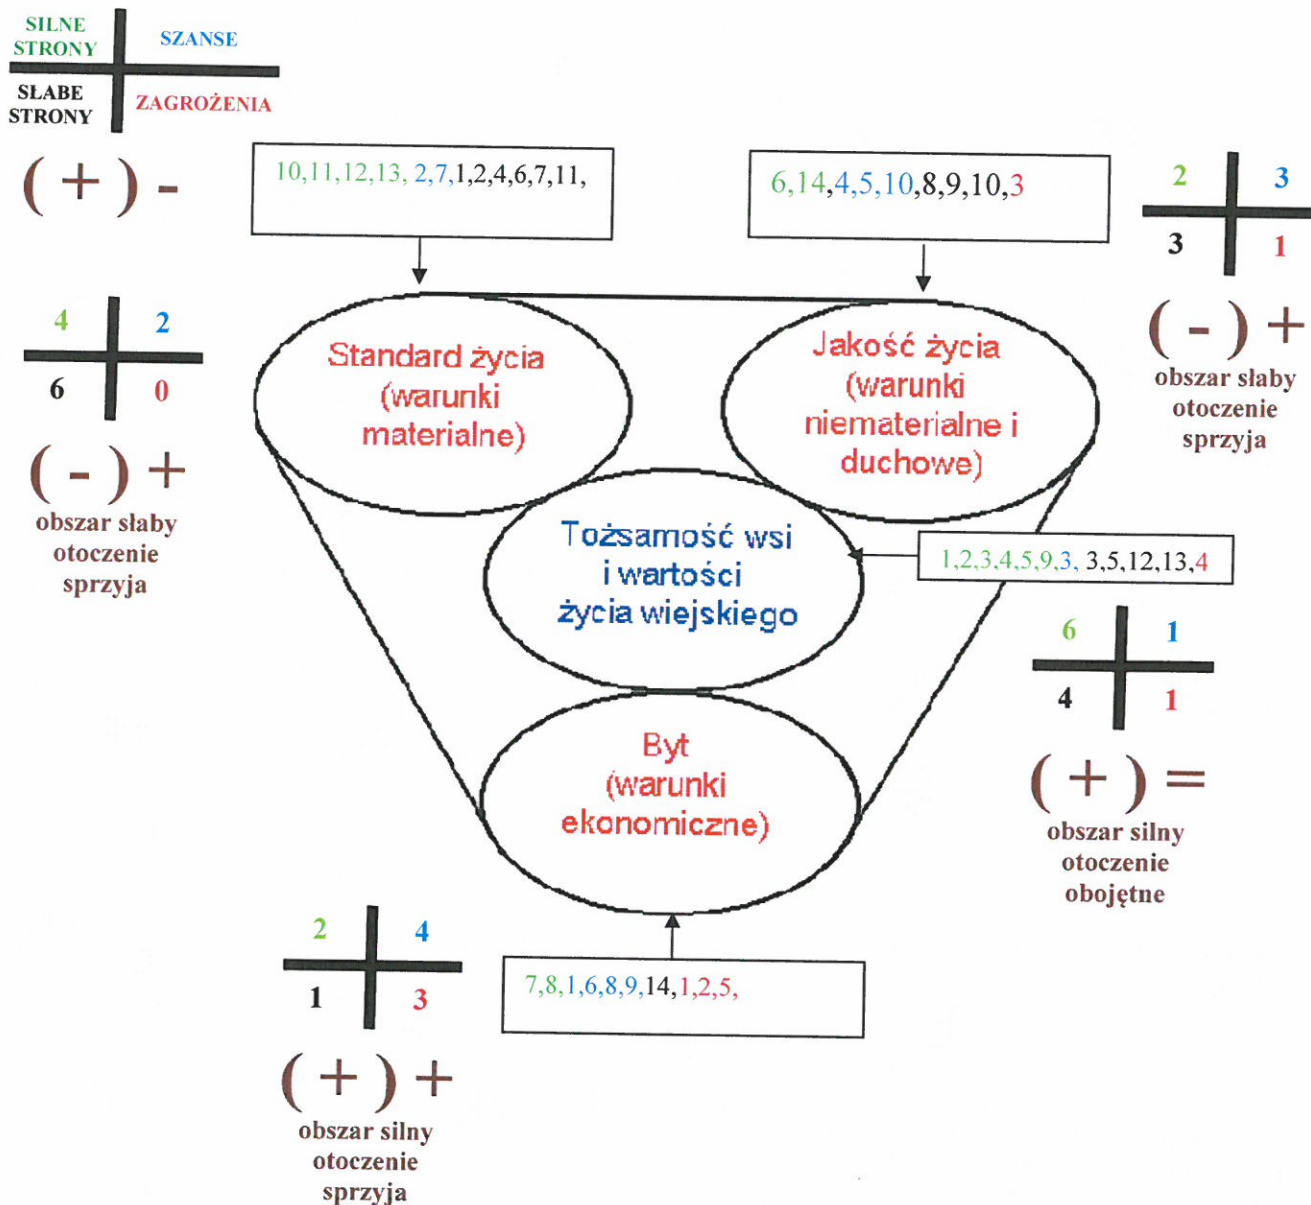 SILNE
STRONY
SZANSE
SŁABE
STRONY
ZAGROŻENIA
( + ) -
10,11,12,13, 2,7,1,2,4,6,7,11,
6,14,4,5,10,8,9,10,3
2 3
3 1
( - ) +
obszar słaby
otoczenie
sprzyja
4 2
6 0
( - ) +
obszar słaby
otoczenie
sprzyja
Standard życia
(warunki
materialne)
Jakość życia
(warunki
niematerialne i
duchowe)
Tożsamość wsi
i wartości
życia wiejskiego
1,2,3,4,5,9,3, 3,5,12,13,4
6 1
4 1
( + ) =
obszar silny
otoczenie
obojętne
Byt
(warunki
ekonomiczne)
2 4
1 3
( + ) +
obszar silny
otoczenie
sprzyja
7,8,1,6,8,9,14,1,2,5,